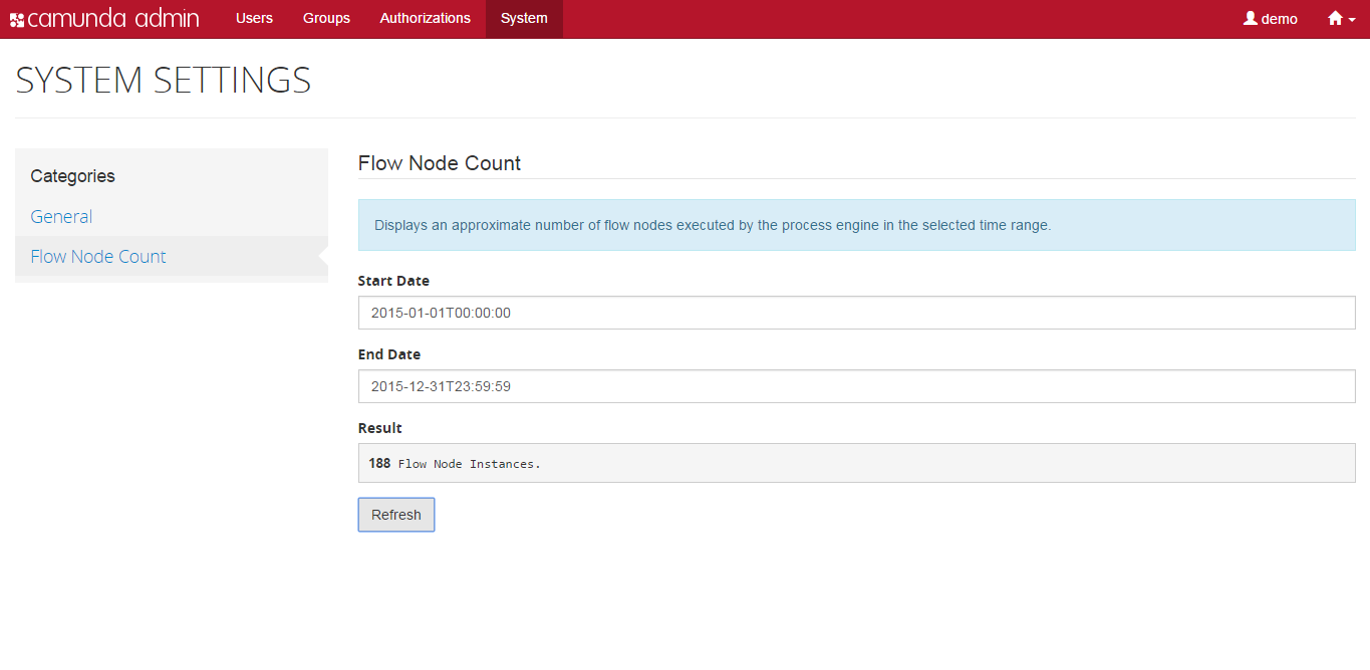 camunda admin Users Groups Authorizations System demo
SYSTEM SETTINGS
Categories
General
Flow Node Count
Flow Node Count
Displays an approximate number of flow nodes executed by the process engine in the selected time range.
Start Date
2015-01-01T00:00:00
End Date
2015-12-31T23:59:59
Result
188 Flow Node Instances.
Refresh